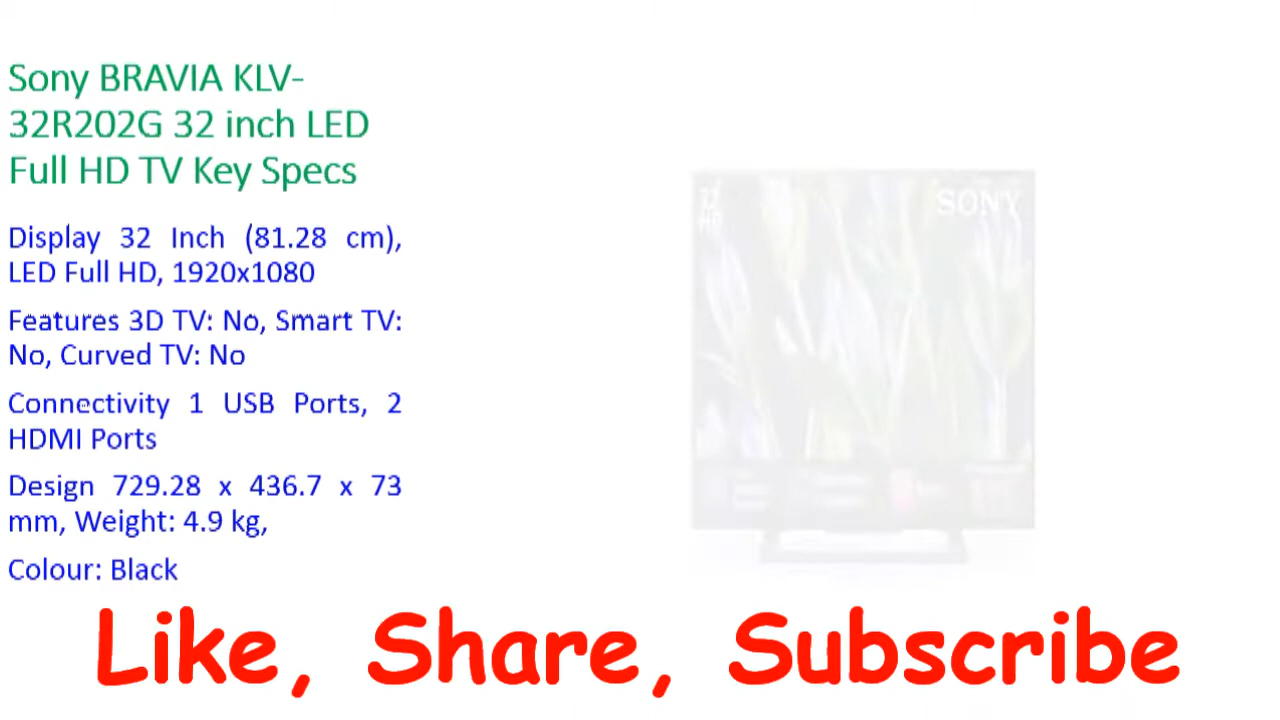 Sony BRAVIA KLV-
32R202G 32 inch LED
Full HD TV Key Specs
Display 32 Inch (81.28 cm),
LED Full HD, 1920x1080
Features 3D TV: No, Smart TV:
No, Curved TV: No
Connectivity 1 USB Ports, 2
HDMI Ports
Design 729.28 x 436.7 x 73
mm, Weight: 4.9 kg,
Colour: Black
32
HD
SONY
Like, Share, Subscribe